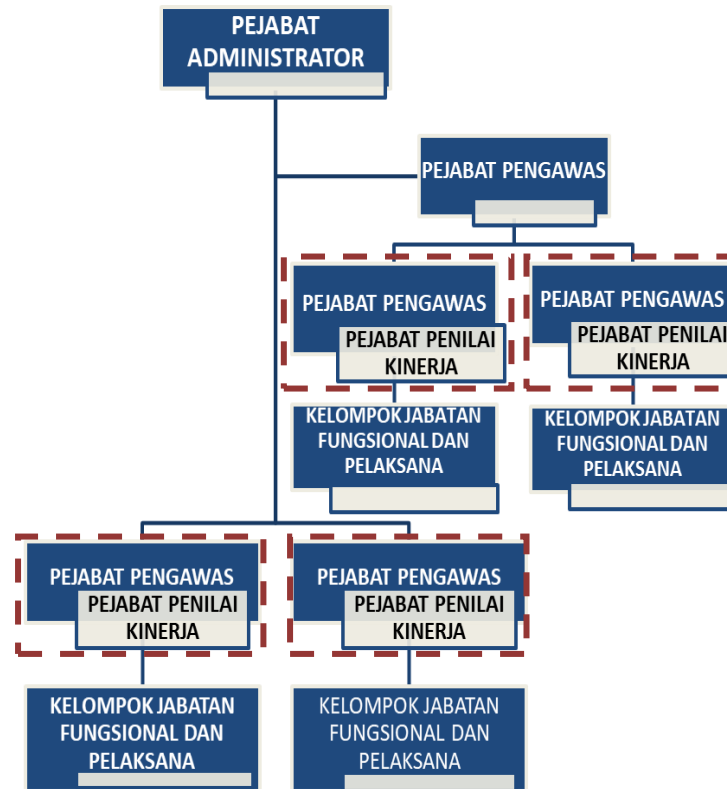 PEJABAT
ADMINISTRATOR
PEJABAT PENGAWAS
PEJABAT PENGAWAS
PEJABAT PENILAI
KINERJA
KELOMPOK JABATAN
FUNGSIONAL DAN
PELAKSANA
PEJABAT PENGAWAS
PEJABAT PENILAI
KINERJA
KELOMPOK JABATAN
FUNGSIONAL DAN
PELAKSANA
PEJABAT PENGAWAS
PEJABAT PENILAI
KINERJA
KELOMPOK JABATAN
FUNGSIONAL DAN
PELAKSANA
PEJABAT PENGAWAS
PEJABAT PENILAI
KINERJA
KELOMPOK JABATAN
FUNGSIONAL DAN
PELAKSANA